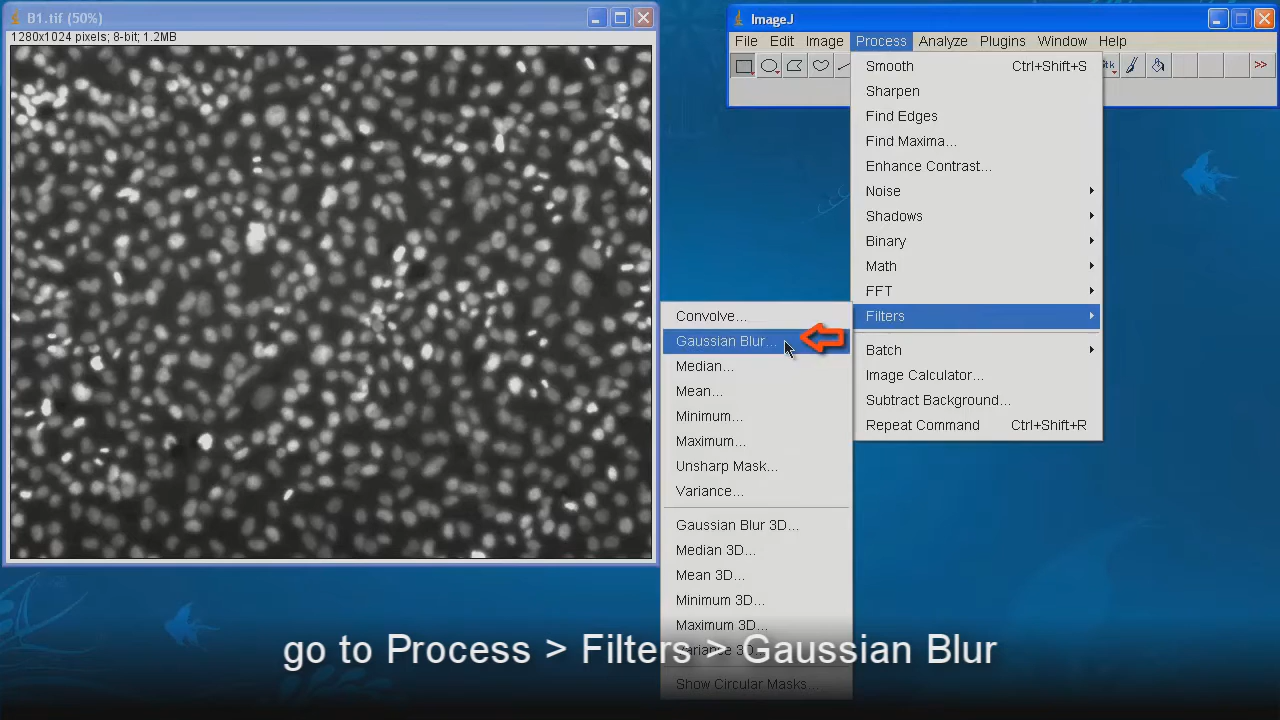 B1.tif (50%)
1280x1024 pixels; 8-bit; 1.2MB
ImageJ
File Edit Image Process Analyze Plugins Window Help
>>
Smooth Ctrl+Shift+S
Sharpen
Find Edges
Find Maxima...
Enhance Contrast...
Noise
Shadows
Binary
Math
FFT
Filters
Batch
Image Calculator...
Subtract Background...
Repeat Command Ctrl+Shift+R
Convolve...
Gaussian Blur...
Median...
Mean...
Minimum...
Maximum...
Unsharp Mask...
Variance...
Gaussian Blur 3D...
Median 3D...
Mean 3D...
Minimum 3D...
Maximum 3D...
Variance 3D...
Show Circular Masks...
go to Process > Filters > Gaussian Blur